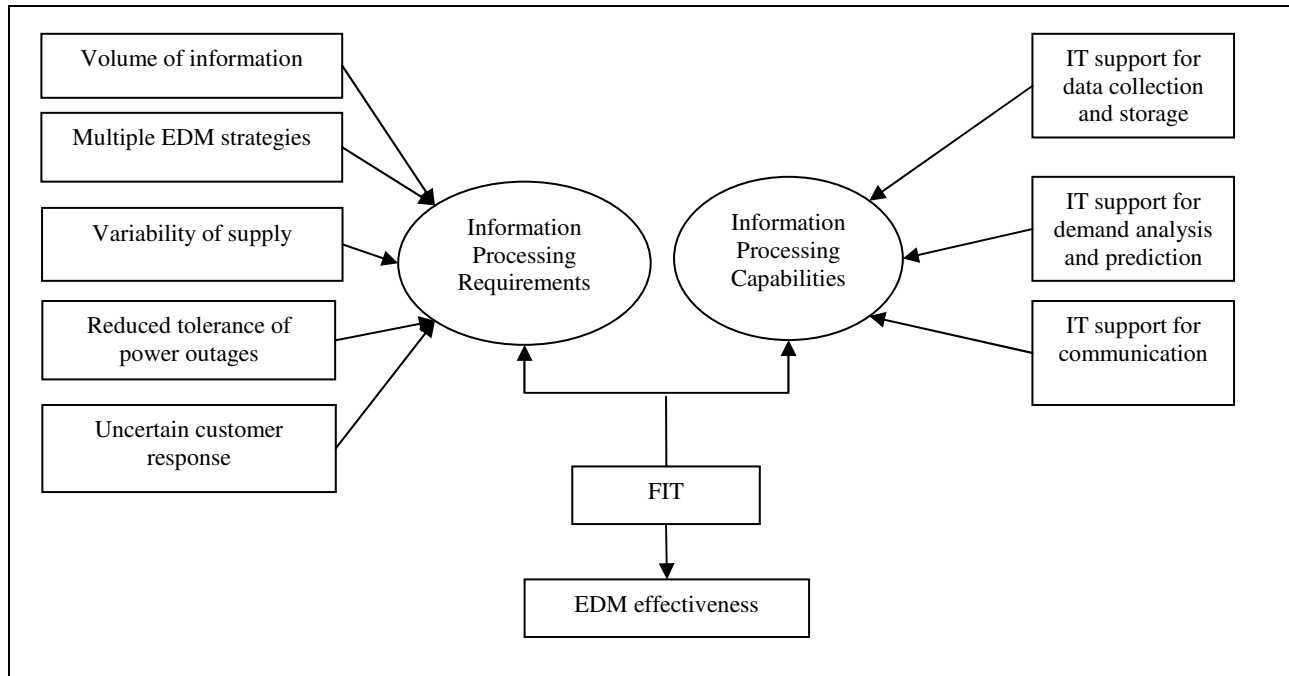 Volume of information
Multiple EDM strategies
Variability of supply
Reduced tolerance of
power outages
Uncertain customer
response
Information
Processing
Requirements
Information
Processing
Capabilities
IT support for
data collection
and storage
IT support for
demand analysis
and prediction
IT support for
communication
FIT
EDM effectiveness